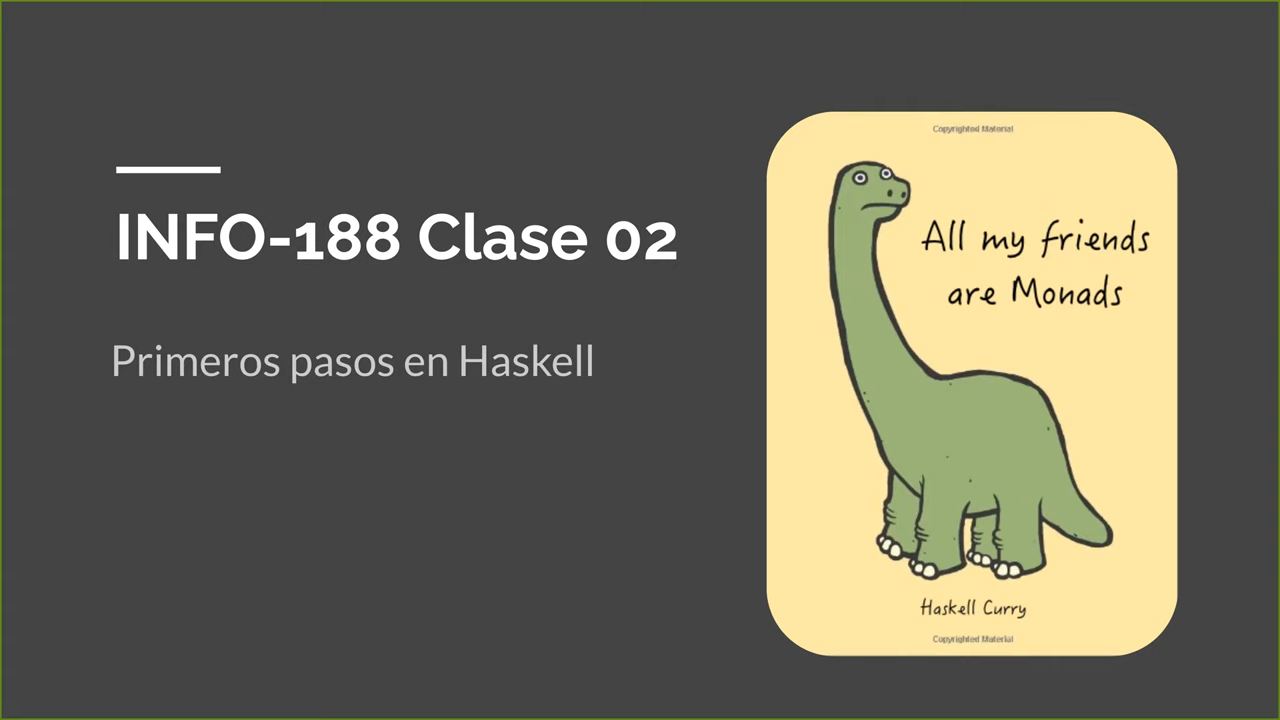 INFO-188 Clase 02
Primeros pasos en Haskell
Copyrighted Material
All my friends
are Monads
Haskell Curry
Copyrighted Material